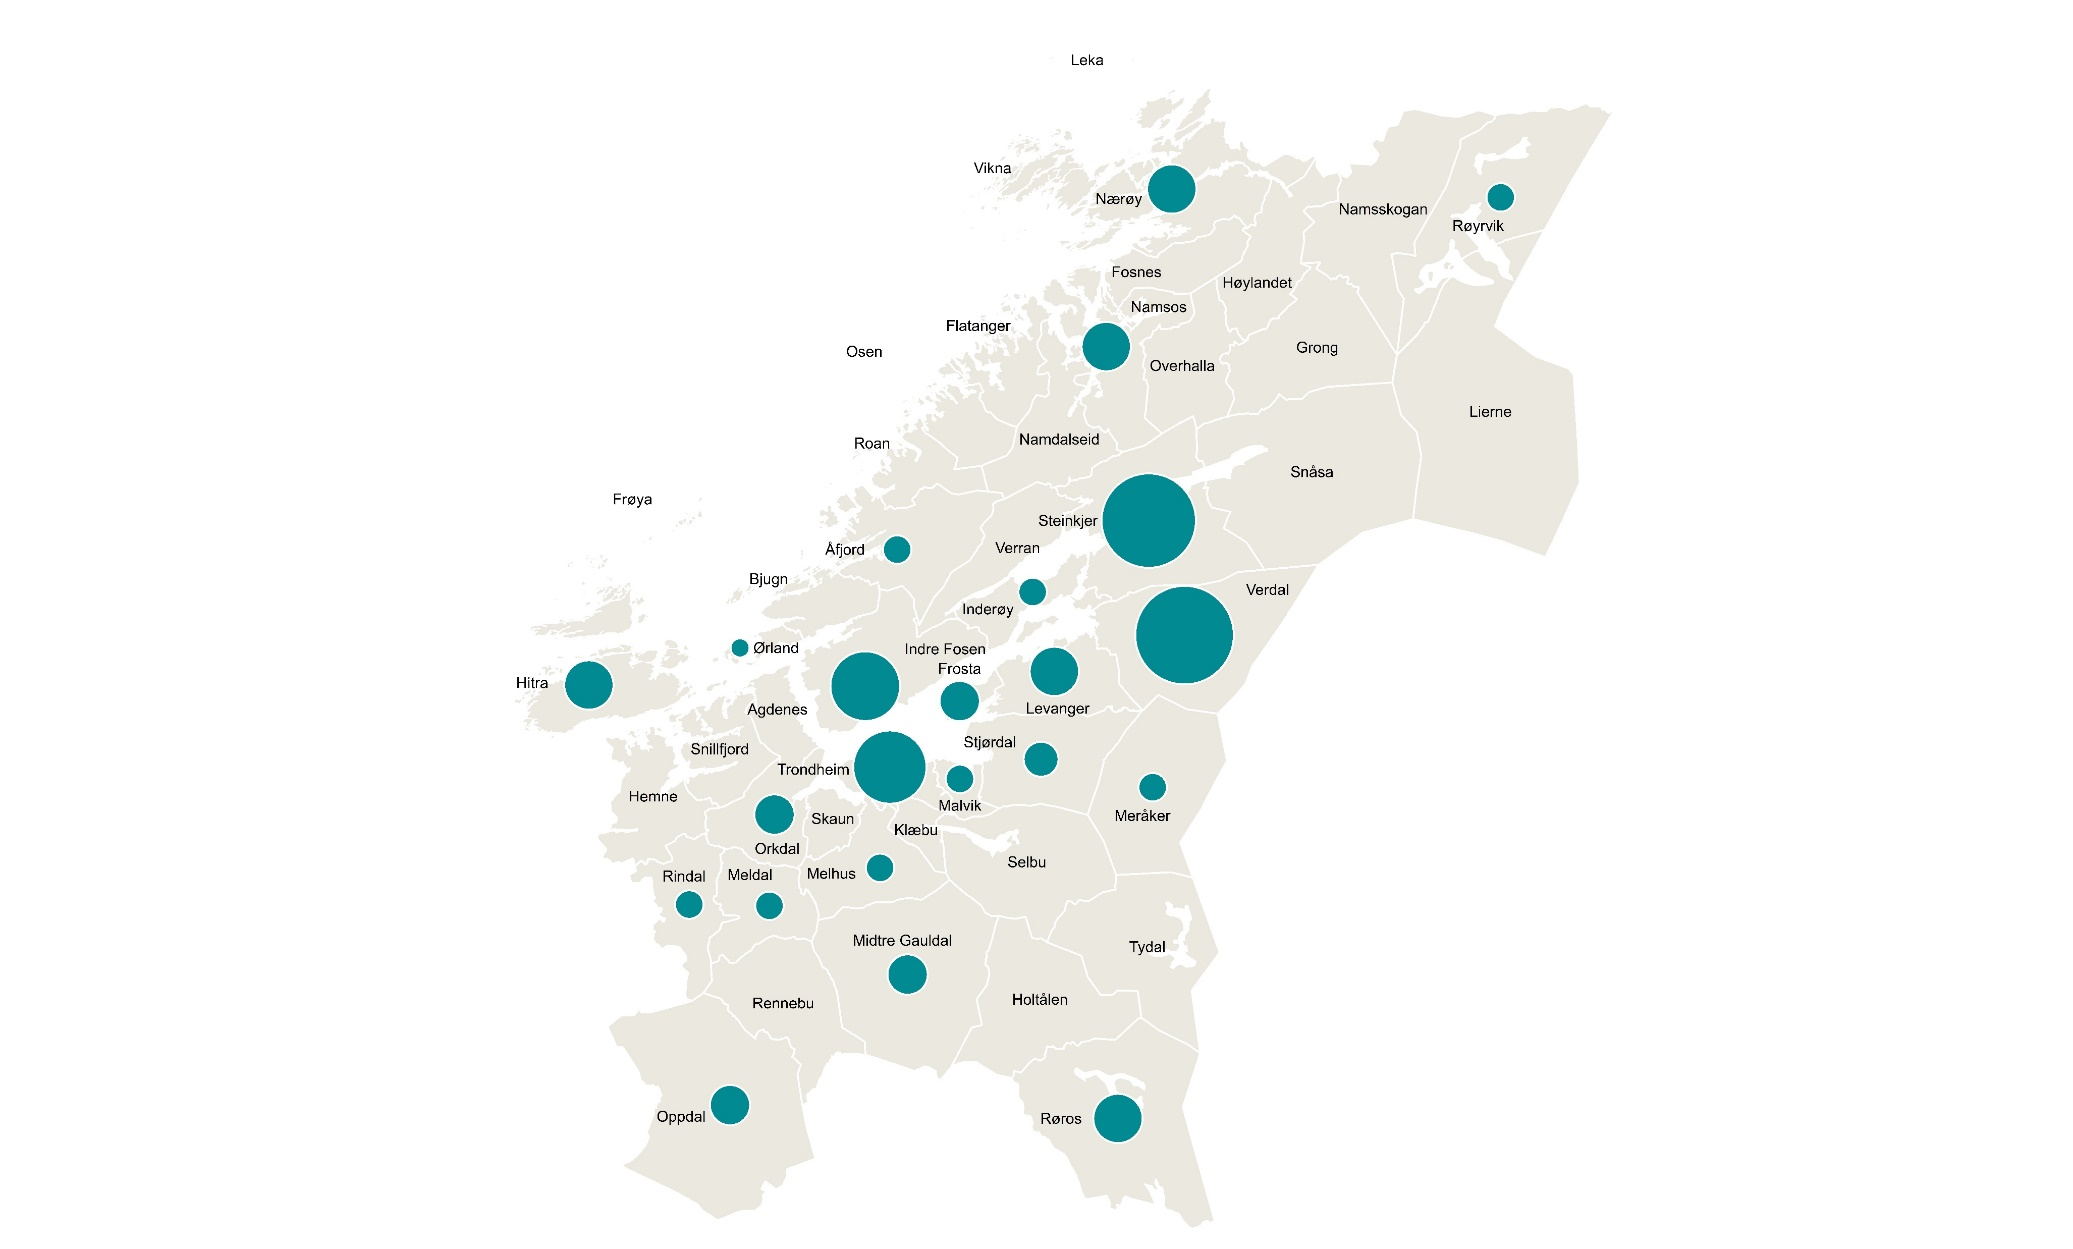 Leka
Vikna
Nærøy
Namsskogan
Røyrvik
Fosnes
Høylandet
Namsos
Flatanger
Osen
Grong
Overhalla
Lierne
Namdalseid
Roan
Snåsa
Frøya
Steinkjer
Verran
Åfjord
Bjugn
Verdal
Inderøy
Ørland
Indre Fosen
Frosta
Hitra
Agdenes
Levanger
Stjørdal
Snillfjord
Trondheim
Hemne
Malvik
Meråker
Skaun
Klæbu
Orkdal
Selbu
Rindal
Meldal
Melhus
Midtre Gauldal
Tydal
Holtålen
Rennebu
Oppdal
Røros